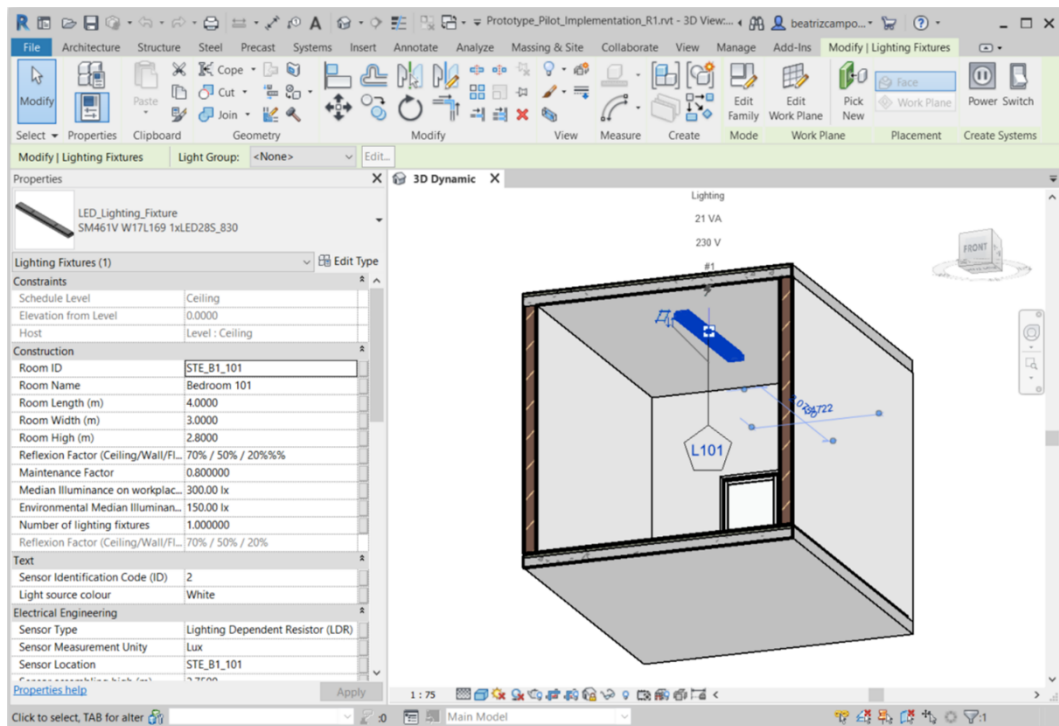 R A Prototype_Pilot_Implementation_R1.rvt - 3D View:... beatrizcampo... ?
File Architecture Structure Steel Precast Systems Insert Annotate Analyze Massing & Site Collaborate View Manage Add-Ins Modify | Lighting Fixtures
Cope
Cut
Join
Modify
Paste
Edit Family
Edit Work Plane
Pick New
Face
Work Plane
Power Switch
Select Properties Clipboard Geometry Modify View Measure Create Mode Work Plane Placement Create Systems
Modify | Lighting Fixtures Light Group: <None> Edit...
Properties X
3D Dynamic X
LED_Lighting_Fixture
SM461V W17L169 1xLED28S_830
Lighting Fixtures (1) Edit Type
Constraints
Schedule Level Ceiling
Elevation from Level 0.0000
Host Level : Ceiling
Construction
Room ID STE_B1_101
Room Name Bedroom 101
Room Length (m) 4.0000
Room Width (m) 3.0000
Room High (m) 2.8000
Reflexion Factor (Ceiling/Wall/Fl... 70% / 50% / 20%%%
Maintenance Factor 0.800000
Median Illuminance on workplac... 300.00 lx
Environmental Median Illuminan... 150.00 lx
Number of lighting fixtures 1.000000
Reflexion Factor (Ceiling/Wall/Fl... 70% / 50% / 20%
Text
Sensor Identification Code (ID) 2
Light source colour White
Electrical Engineering
Sensor Type Lighting Dependent Resistor (LDR)
Sensor Measurement Unity Lux
Sensor Location STE_B1_101
Properties help Apply
Lighting
21 VA
230 V
#1
FRONT
L101
1 : 75
Click to select, TAB for alter :0 Main Model :1